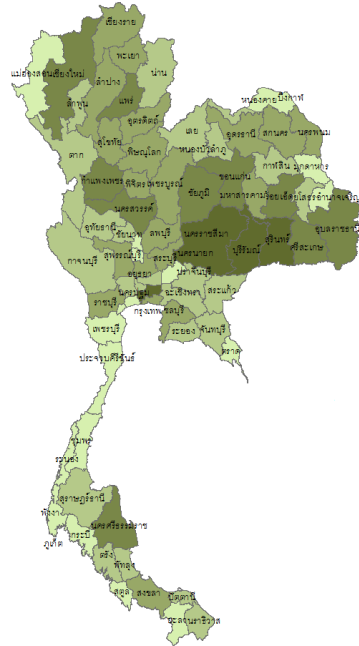 เชียงราย
พะเยา
แม่ฮ่องสอน
เชียงใหม่
ลำปาง
น่าน
ลำพูน
แพร่
อุตรดิตถ์
สุโขทัย
ตาก
พิษณุโลก
กำแพงเพชร
พิจิตร
เพชรบูรณ์
นครสวรรค์
อุทัยธานี
ชัยนาท
ลพบุรี
หนองคาย
บึงกาฬ
เลย
อุดรธานี
สกนคร
นครพนม
หนองบัวลำภู
กาฬสิน
มุกดาหาร
ขอนแก่น
ชัยภูมิ
มหาสารคาม
ร้อยเอ็ด
ยโสธร
อำนาจเจริญ
อุบลราชธานี
นครราชสีมา
บุรีรัมณ์
สุรินทร์
ศรีสะเกษ
กาจนบุรี
สุพรรณบุรี
สระบุรี
นครนายก
อยุธยา
ปราจีนบุรี
นครปฐม
ฉะเชิงเทรา
สระแก้ว
ราชบุรี
กรุงเทพ
ชลบุรี
ระยอง
จันทบุรี
ตราด
เพชรบุรี
ประจวบคีรีขันธ์
ชุมพร
ระนอง
สุราษฎร์ธานี
พังงา
นครศรีธรรมราช
กระบี่
ภูเก็ต
ตรัง
พัทลุง
สตูล
สงขลา
ปัตตานี
ยะลา
นราธิวาส